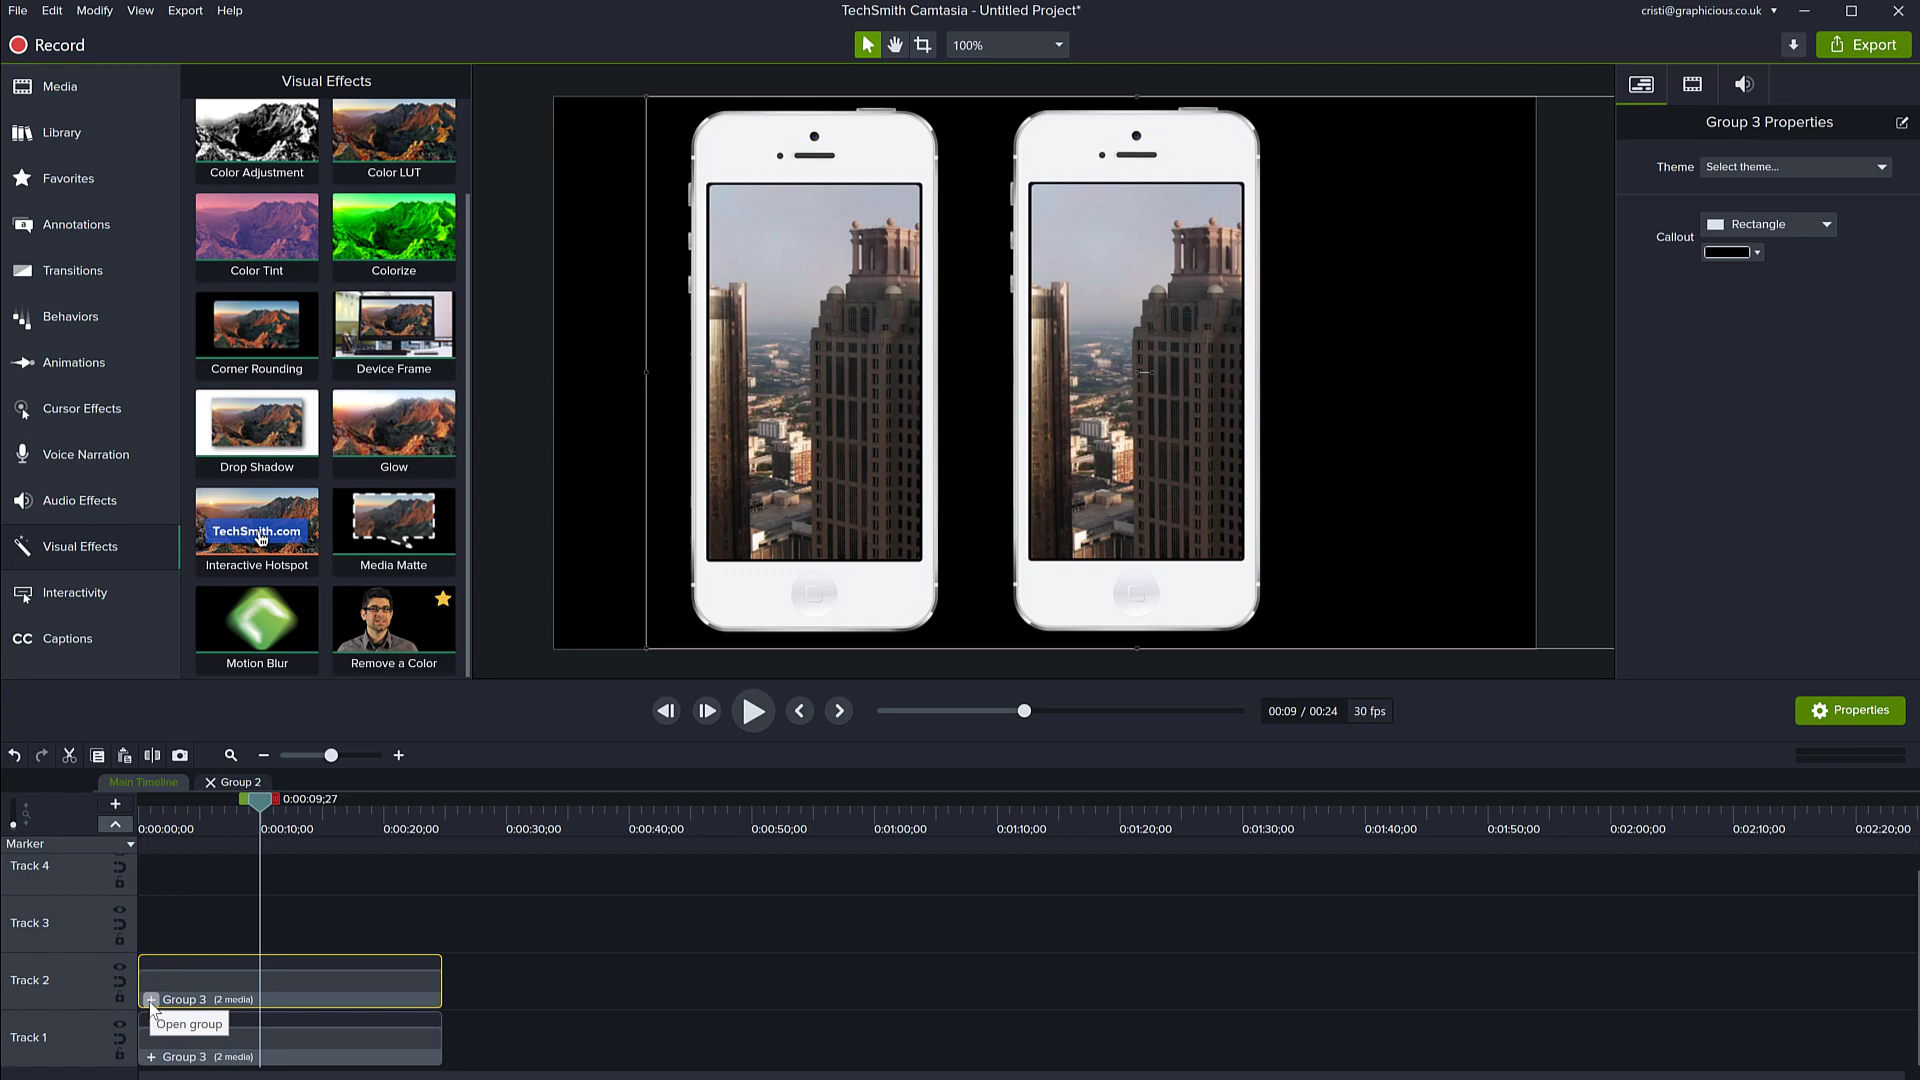 File Edit Modify View Export Help
TechSmith Camtasia - Untitled Project*
cristi@graphicious.co.uk
Record
100%
Export
Media
Library
Favorites
Annotations
Transitions
Behaviors
Animations
Cursor Effects
Voice Narration
Audio Effects
Visual Effects
Interactivity
CC Captions
Visual Effects
Color Adjustment
Color LUT
Color Tint
Colorize
Corner Rounding
Device Frame
Drop Shadow
Glow
TechSmith.com
Interactive Hotspot
Media Matte
Motion Blur
Remove a Color
Group 3 Properties
Theme Select theme...
Callout Rectangle
00:09 / 00:24 30 fps
Properties
Main Timeline Group 2
0:00:09;27
0:00:00;00 0:00:10;00 0:00:20;00 0:00:30;00 0:00:40;00 0:00:50;00 0:01:00;00 0:01:10;00 0:01:20;00 0:01:30;00 0:01:40;00 0:01:50;00 0:02:00;00 0:02:10;00 0:02:20;00
Marker
Track 4
Track 3
Track 2
Group 3 (2 media)
Open group
Track 1
Group 3 (2 media)